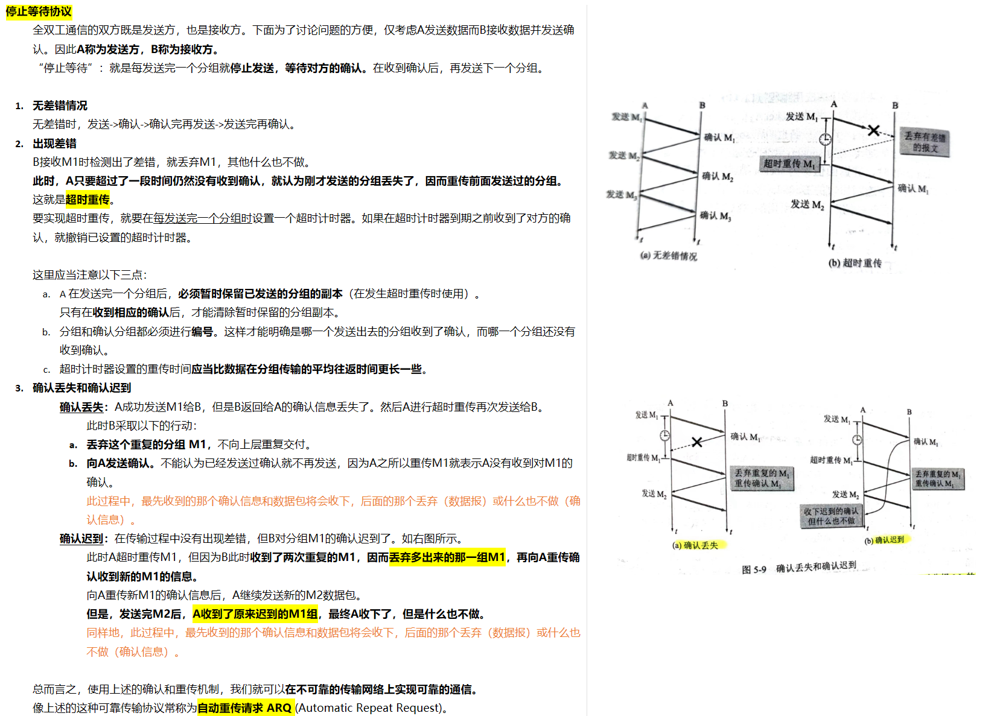 停止等待协议
全双工通信的双方既是发送方，也是接收方。下面为了讨论问题的方便，仅考虑A发送数据而B接收数据并发送确
认。因此A称为发送方，B称为接收方。
“停止等待”：就是每发送完一个分组就停止发送，等待对方的确认。在收到确认后，再发送下一个分组。
1. 无差错情况
无差错时，发送->确认->确认完再发送->发送完再确认。
2. 出现差错
B接收M1时检测出了差错，就丢弃M1，其他什么也不做。
此时，A只要超过了一段时间仍然没有收到确认，就认为刚才发送的分组丢失了，因而重传前面发送过的分组。
这就是超时重传。
要实现超时重传，就要在每发送完一个分组时设置一个超时计时器。如果在超时计时器到期之前收到了对方的确
认，就撤销已设置的超时计时器。
这里应当注意以下三点：
a. A 在发送完一个分组后，必须暂时保留已发送的分组的副本（在发生超时重传时使用）。
只有在收到相应的确认后，才能清除暂时保留的分组副本。
b. 分组和确认分组都必须进行编号。这样才能明确是哪一个发送出去的分组收到了确认，而哪一个分组还没有
收到确认。
c. 超时计时器设置的重传时间应当比数据在分组传输的平均往返时间更长一些。
3. 确认丢失和确认迟到
确认丢失：A成功发送M1给B，但是B返回给A的确认信息丢失了。然后A进行超时重传再次发送给B。
此时B采取以下的行动：
a. 丢弃这个重复的分组 M1，不向上层重复交付。
b. 向A发送确认。不能认为已经发送过确认就不再发送，因为A之所以重传M1就表示A没有收到对M1的
确认。
此过程中，最先收到的那个确认信息和数据包将会收下，后面的那个丢弃（数据报）或什么也不做（确
认信息）。
确认迟到：在传输过程中没有出现差错，但B对分组M1的确认迟到了。如右图所示。
此时A超时重传M1，但因为B此时收到了两次重复的M1，因而丢弃多出来的那一组M1，再向A重传确
认收到新的M1的信息。
向A重传新M1的确认信息后，A继续发送新的M2数据包。
但是，发送完M2后，A收到了原来迟到的M1组，最终A收下了，但是什么也不做。
同样地，此过程中，最先收到的那个确认信息和数据包将会收下，后面的那个丢弃（数据报）或什么也
不做（确认信息）。
总而言之，使用上述的确认和重传机制，我们就可以在不可靠的传输网络上实现可靠的通信。
像上述的这种可靠传输协议常称为自动重传请求 ARQ (Automatic Repeat Request)。
A
B
发送 M1
确认 M1
发送 M2
确认 M2
发送 M3
确认 M3
t
t
(a) 无差错情况
A
B
发送 M1
丢弃有差错
的报文
超时重传 M1
确认 M1
发送 M2
t
t
(b) 超时重传
A
B
发送 M1
确认 M1
超时重传 M1
丢弃重复的 M1
重传确认 M1
发送 M2
t
t
(a) 确认丢失
A
B
发送 M1
确认 M1
超时重传 M1
丢弃重复的 M1
重传确认 M1
发送 M2
收下迟到的确认
但什么也不做
t
t
(b) 确认迟到
图 5-9 确认丢失和确认迟到